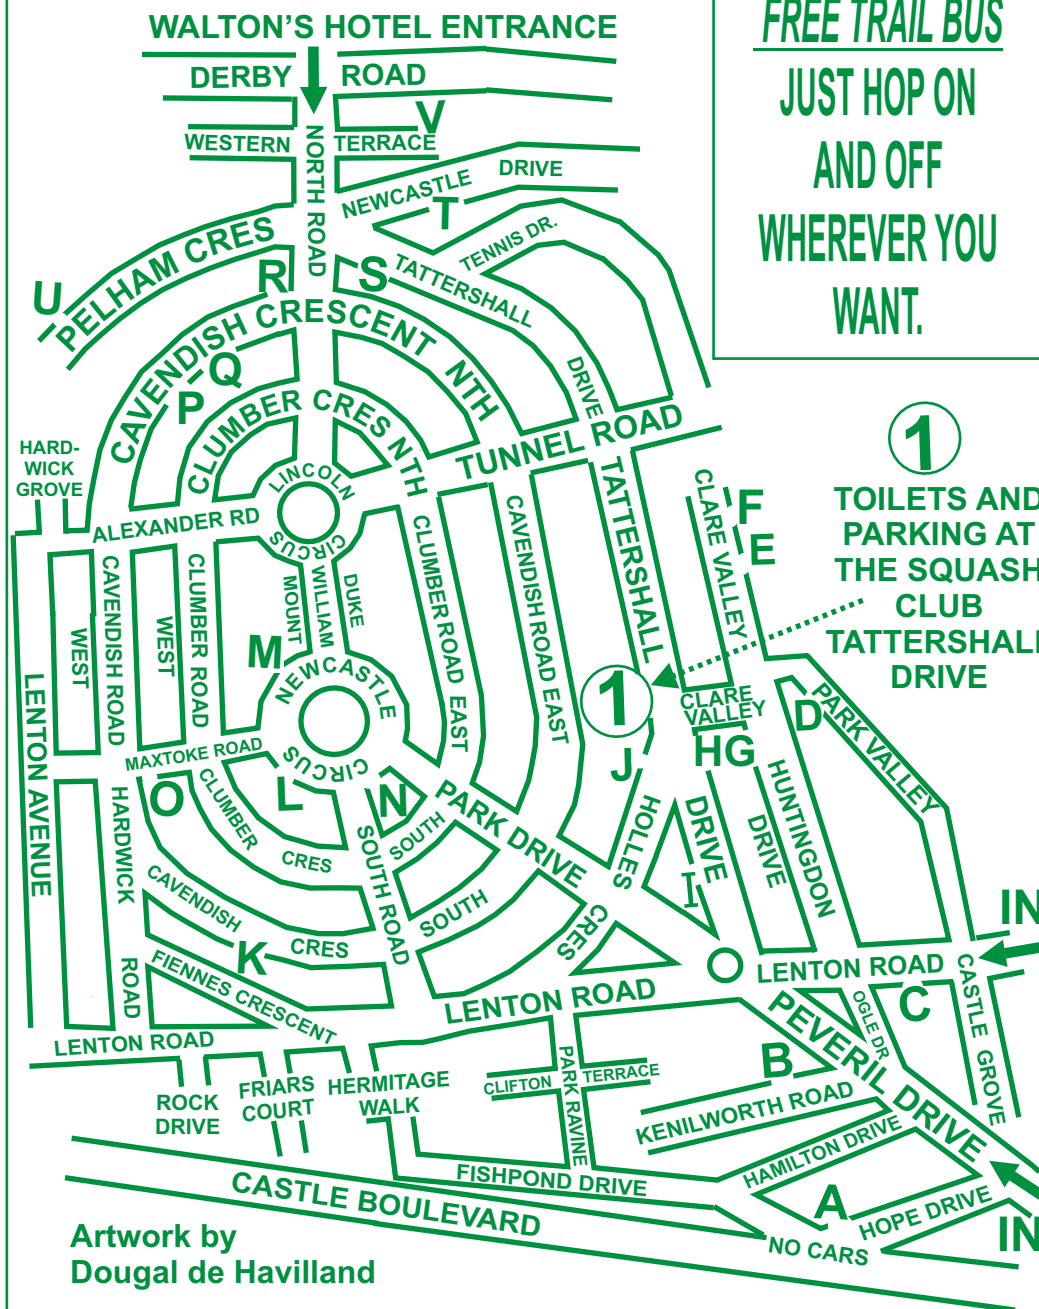 WALTON'S HOTEL ENTRANCE
FREE TRAIL BUS
JUST HOP ON
AND OFF
WHEREVER YOU
WANT.
DERBY ROAD
V
WESTERN TERRACE
NORTH ROAD
NEWCASTLE DRIVE
T
PELHAM CRES
U
R
S
TENNIS DR.
TATTERSHALL
DRIVE
CAVENDISH CRESCENT NTH
Q
P
CLUMBER CRES NTH
TUNNEL ROAD
HARD-
WICK
GROVE
LINCOLN
CIRCUS
ALEXANDER RD
1
TOILETS AND
PARKING AT
THE SQUASH
CLUB
TATTERSHALL
DRIVE
TATTERSHALL
CLARE VALLEY
F
E
CAVENDISH ROAD
WEST
CLUMBER ROAD
WEST
MOUNT
WILLIAM
DUKE
CLUMBER ROAD EAST
CAVENDISH ROAD EAST
M
NEWCASTLE
CIRCUS
LENTON AVENUE
1
CLARE
VALLEY
D
PARK VALLEY
HG
J
MAXTOKE ROAD
O
L
N
CLUMBER
CRES
SOUTH
PARK DRIVE
HOLLES
CRES
DRIVE
DRIVE
HUNTINGDON
I
HARDWICK
ROAD
CAVENDISH
CRES
SOUTH
SOUTH ROAD
K
FIENNES CRESCENT
IN
LENTON ROAD
CASTLE GROVE
LENTON ROAD
LENTON ROAD
OGLE DR
C
PEVERIL DRIVE
B
ROCK
DRIVE
FRIARS
COURT
HERMITAGE
WALK
CLIFTON TERRACE
PARK RAVINE
KENILWORTH ROAD
HAMILTON DRIVE
FISHPOND DRIVE
A
HOPE DRIVE
IN
CASTLE BOULEVARD
NO CARS
Artwork by
Dougal de Havilland